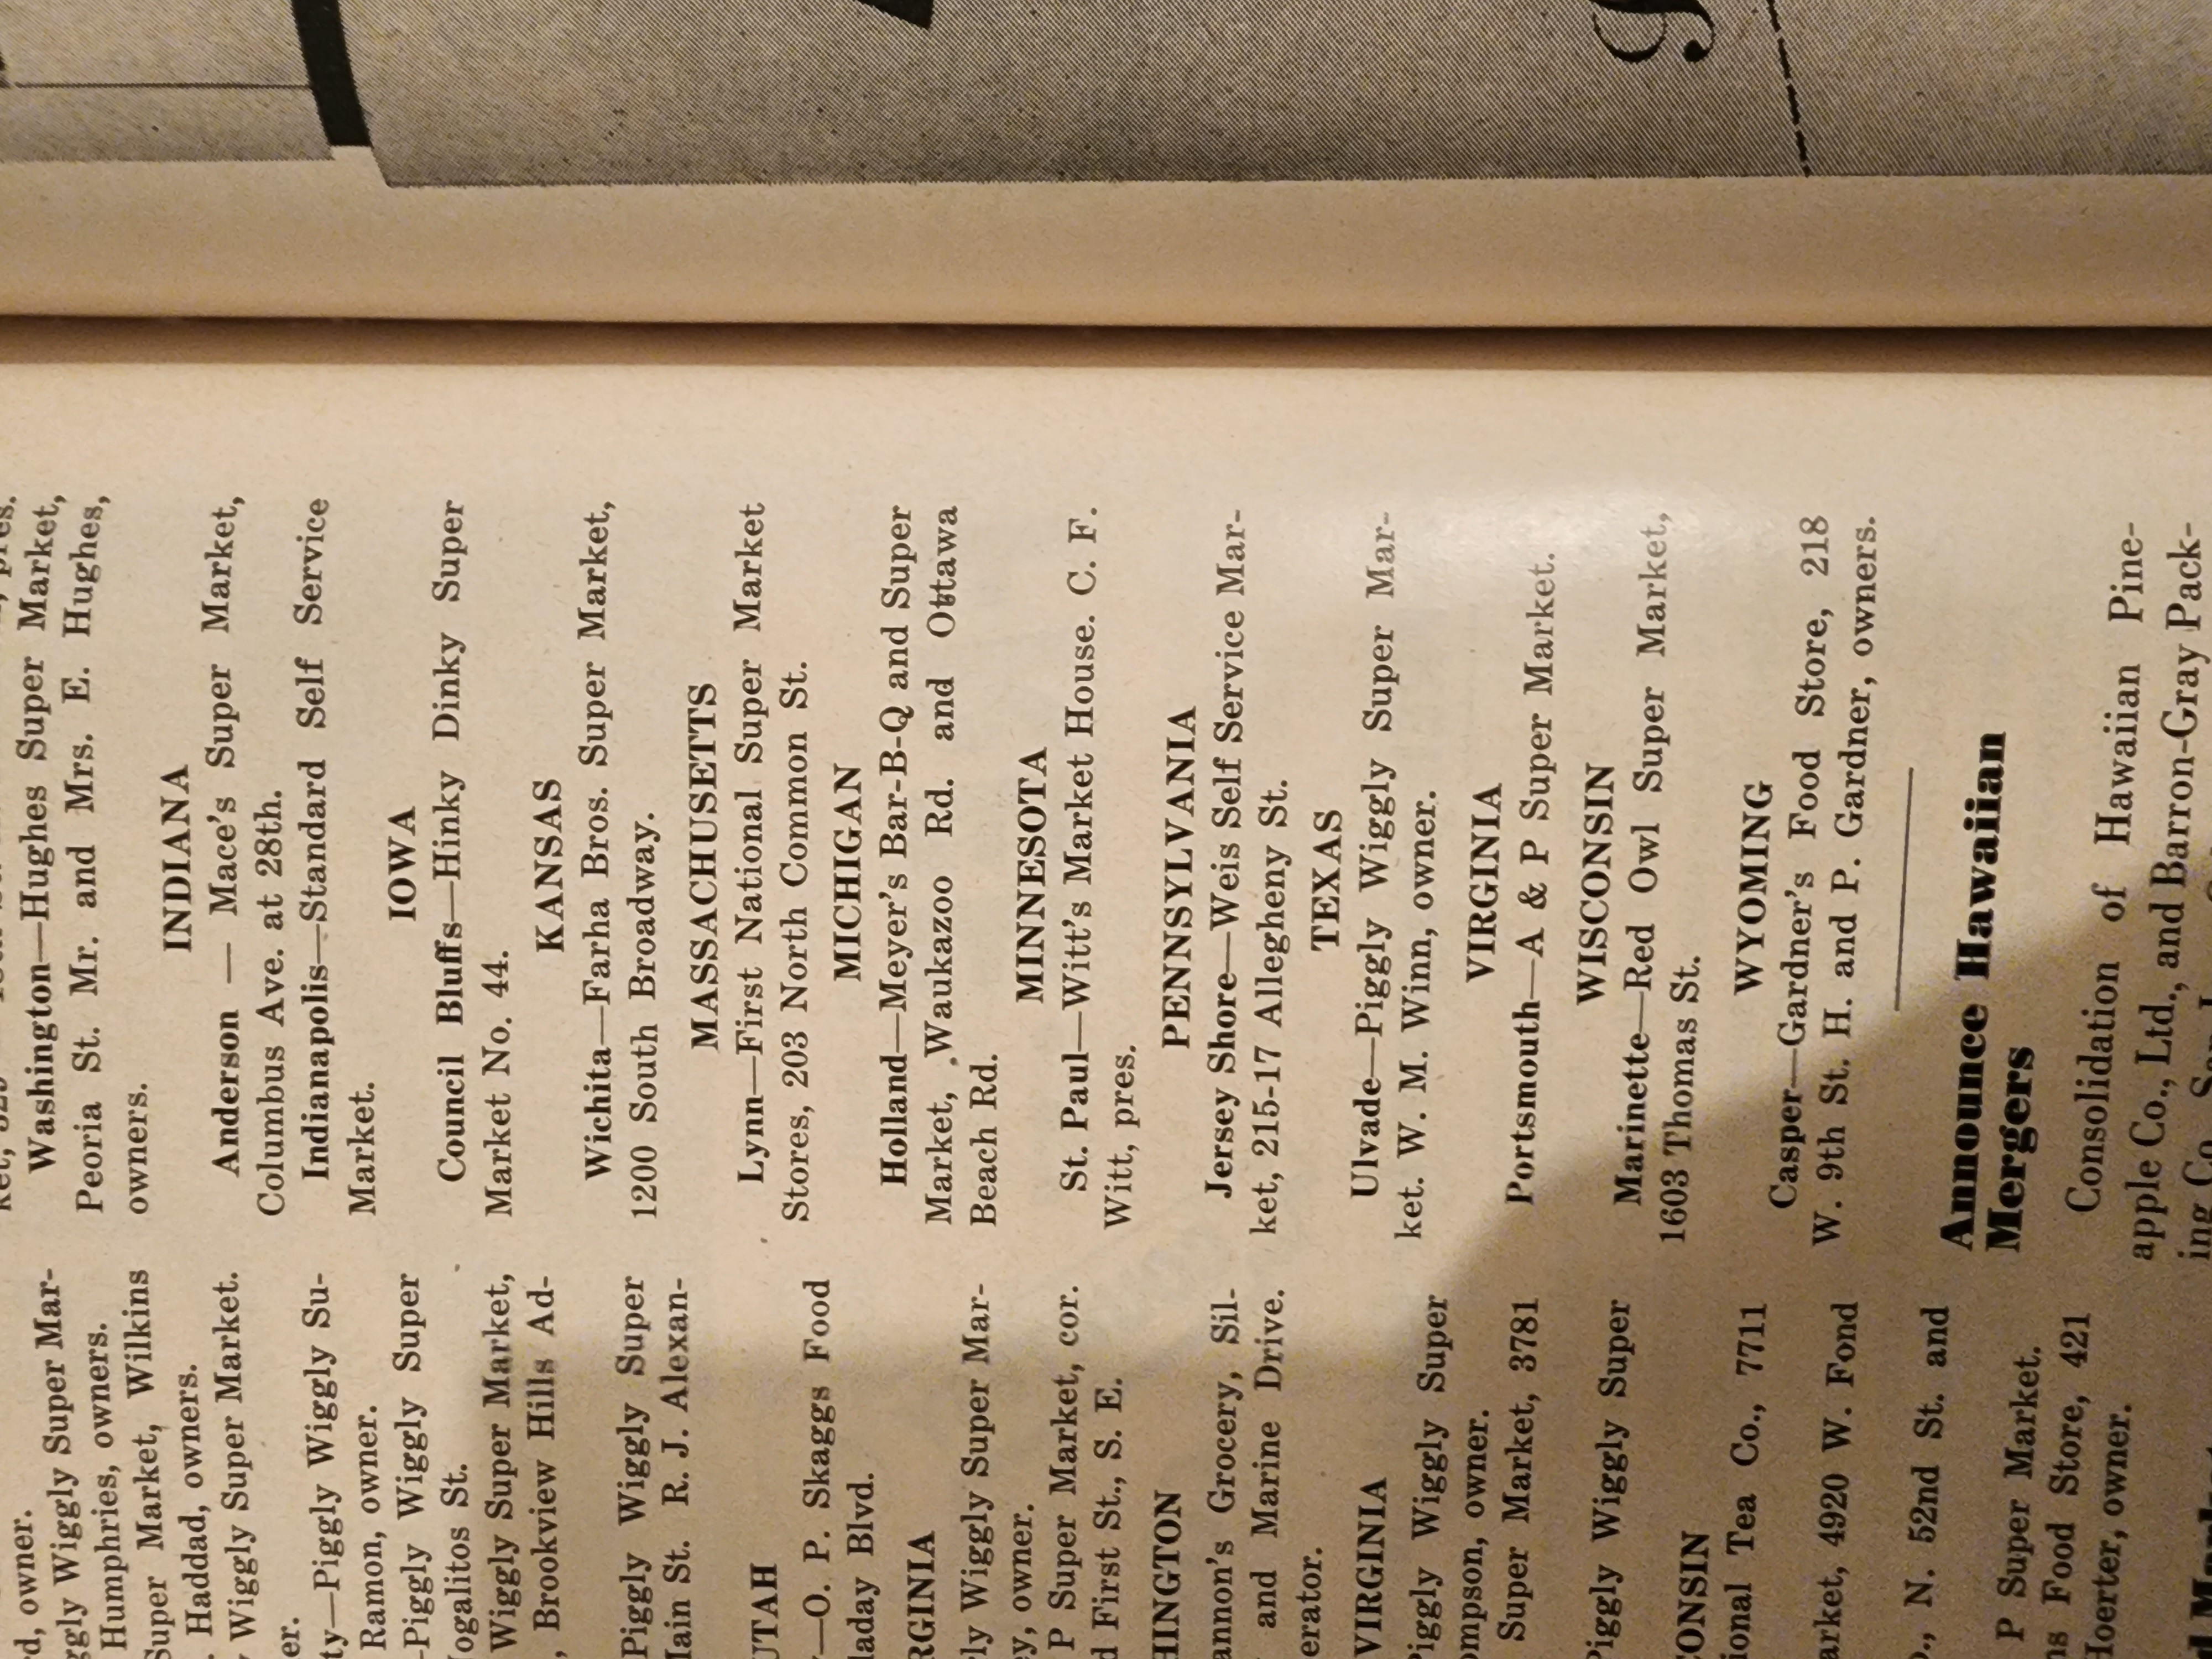 rd, owner.
ggly Wiggly Super Mar-
Humphries, owners.
Super Market, Wilkins
Haddad, owners.
Wiggly Super Market.
er.
ty—Piggly Wiggly Su-
Ramon, owner.
-Piggly Wiggly Super
Nogalitos St.
Wiggly Super Market,
, Brookview Hills Ad-
Piggly Wiggly Super
Main St. R. J. Alexan-
UTAH
—O. P. Skaggs Food
laday Blvd.
RGINIA
ly Wiggly Super Mar-
ey, owner.
P Super Market, cor.
d First St., S. E.
HINGTON
annon's Grocery, Sil-
and Marine Drive.
erator.
VIRGINIA
Piggly Wiggly Super
ompson, owner.
Super Market, 3781
Piggly Wiggly Super
ONSIN
ional Tea Co., 7711
arket, 4920 W. Fond
o., N. 52nd St. and
P Super Market.
ns Food Store, 421
Hoerter, owner.
Washington—Hughes Super Market,
Peoria St. Mr. and Mrs. E. Hughes,
owners.
INDIANA
Anderson — Mace's Super Market,
Columbus Ave. at 28th.
Indianapolis—Standard Self Service
Market.
IOWA
Council Bluffs—Hinky Dinky Super
Market No. 44.
KANSAS
Wichita—Farha Bros. Super Market,
1200 South Broadway.
MASSACHUSETTS
Lynn—First National Super Market
Stores, 203 North Common St.
MICHIGAN
Holland—Meyer's Bar-B-Q and Super
Market, Waukazoo Rd. and Ottawa
Beach Rd.
MINNESOTA
St. Paul—Witt's Market House. C. F.
Witt, pres.
PENNSYLVANIA
Jersey Shore—Weis Self Service Mar-
ket, 215-17 Allegheny St.
TEXAS
Ulvade—Piggly Wiggly Super Mar-
ket. W. M. Winn, owner.
VIRGINIA
Portsmouth—A & P Super Market.
WISCONSIN
Marinette—Red Owl Super Market,
1603 Thomas St.
WYOMING
Casper—Gardner's Food Store, 218
W. 9th St. H. and P. Gardner, owners.
Announce Hawaiian
Mergers
Consolidation of Hawaiian Pine-
apple Co., Ltd., and Barron-Gray Pack-